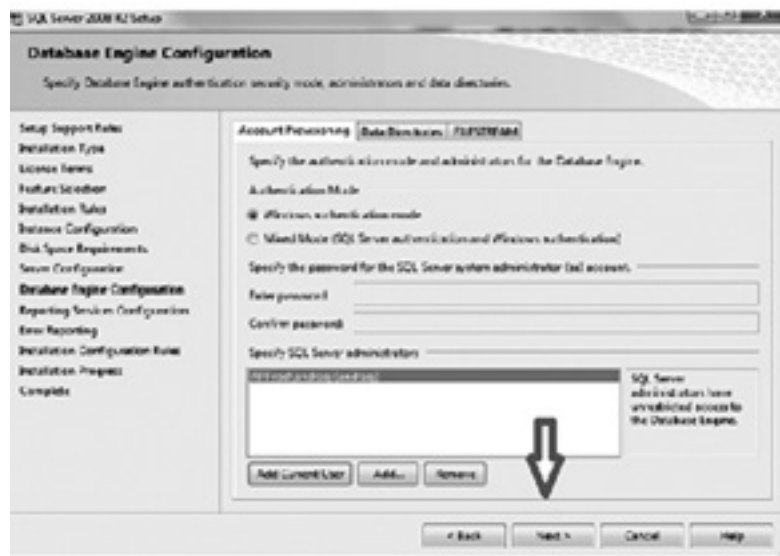 SQL Server 2008 R2 Setup
Database Engine Configuration
Specify Database Engine authentication security mode, administrators and data directories.
Setup Support Rules
Installation Type
License Terms
Feature Selection
Installation Rules
Instance Configuration
Disk Space Requirements
Server Configuration
Database Engine Configuration
Reporting Services Configuration
Error Reporting
Installation Configuration Rules
Installation Progress
Complete
Account Provisioning Data Directories FILESTREAM
Specify the authentication mode and administrators for the Database Engine.
Authentication Mode
Windows authentication mode
Mixed Mode (SQL Server authentication and Windows authentication)
Specify the password for the SQL Server system administrator (sa) account.
Enter password:
Confirm password:
Specify SQL Server administrators
SQL Server
administrators have
unrestricted access to
the Database Engine.
Add Current User Add... Remove
< Back Next > Cancel Help